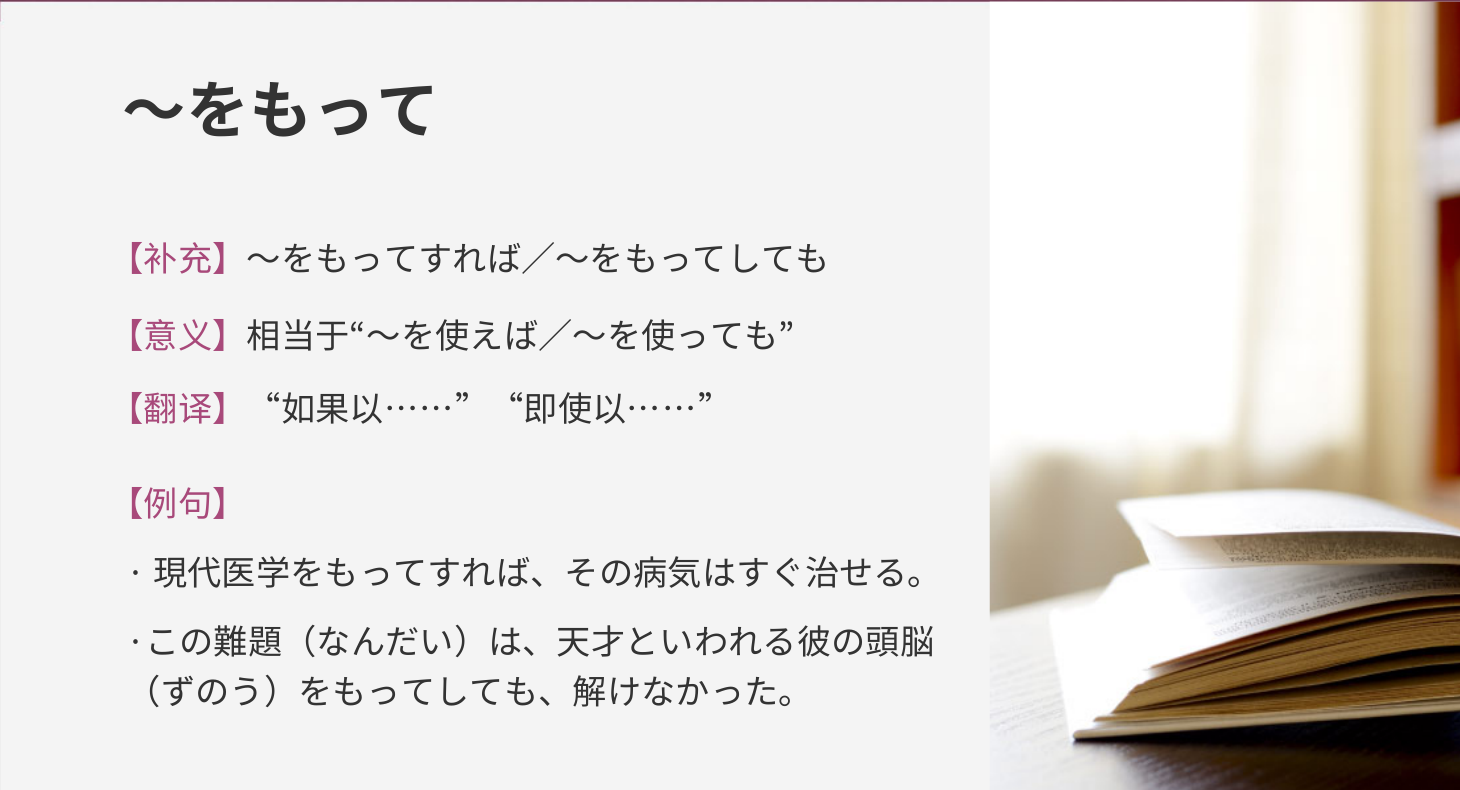 ～をもって
【补充】～をもってすれば／～をもってしても
【意义】相当于“～を使えば／～を使っても”
【翻译】 “如果以……” “即使以……”
【例句】
· 現代医学をもってすれば、その病気はすぐ治せる。
·この難題（なんだい）は、天才といわれる彼の頭脳
（ずのう）をもってしても、解けなかった。